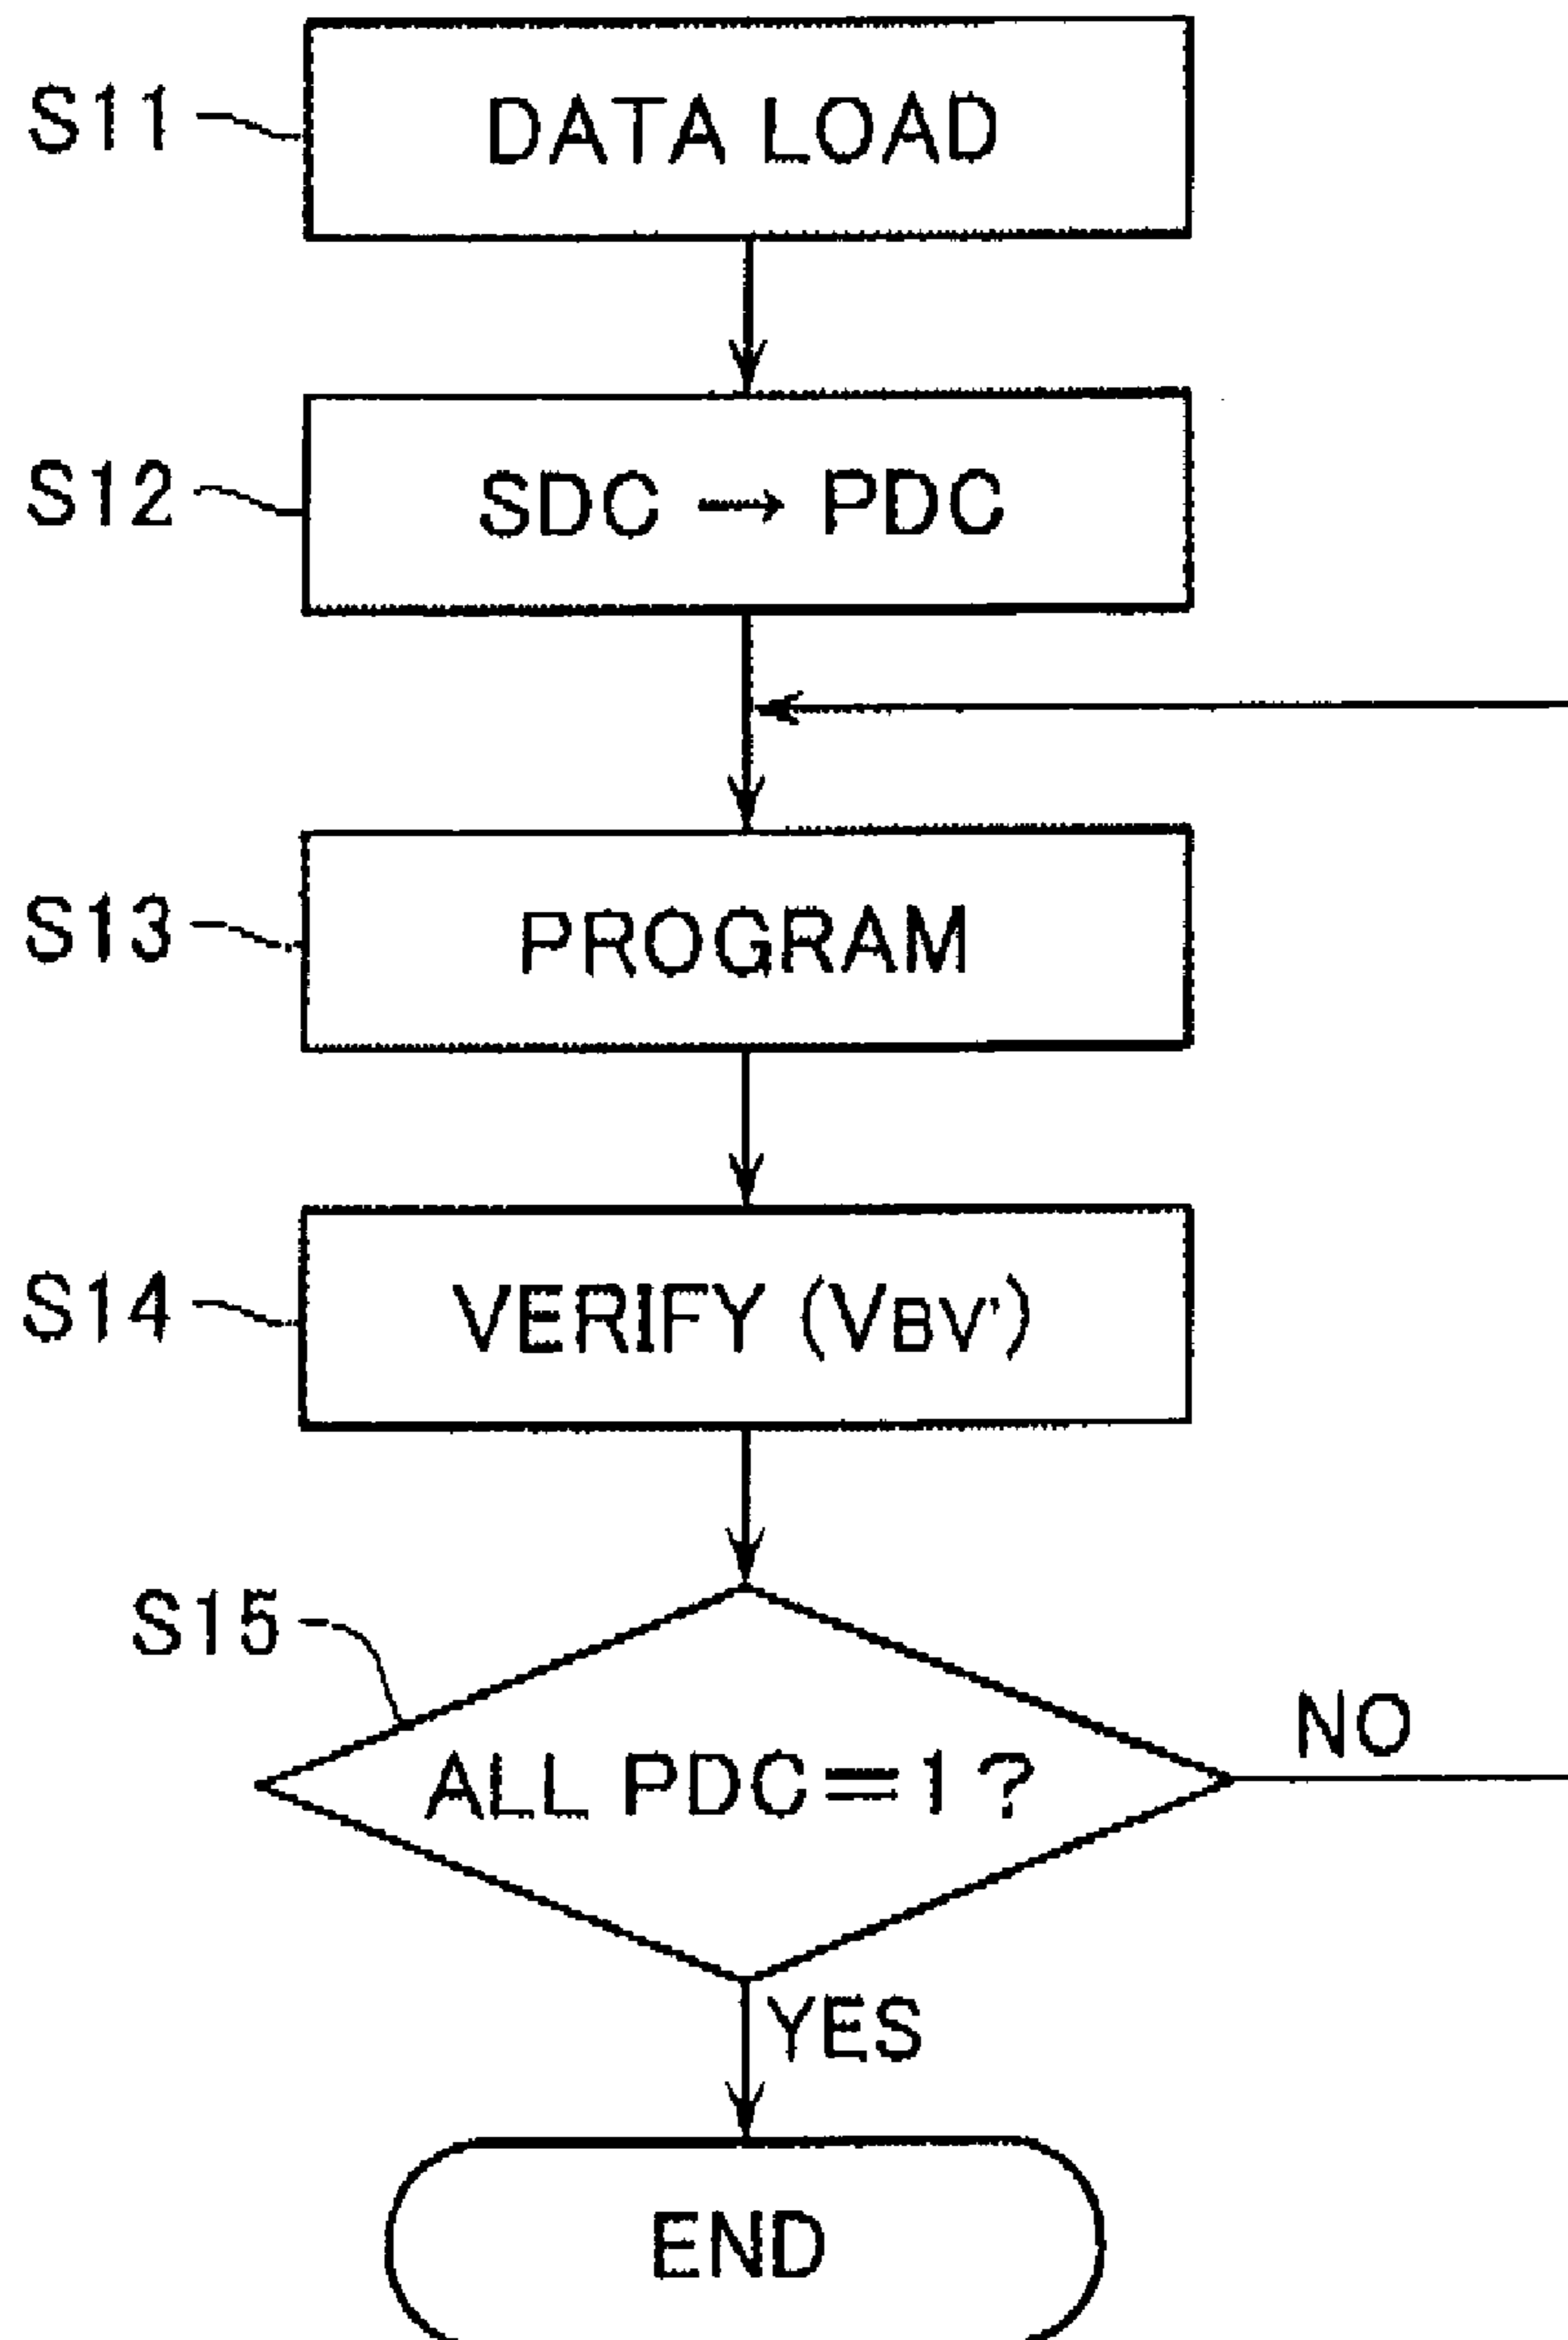 S11 DATA LOAD
S12 SDC → PDC
S13 PROGRAM
S14 VERIFY (VBV')
S15
ALL PDC=1?
NO
YES
END